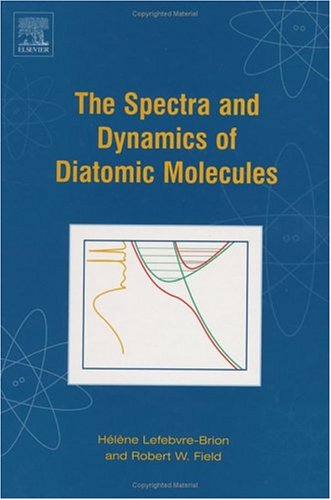 ELSEVIER
The Spectra and
Dynamics of
Diatomic Molecules
Hélène Lefebvre-Brion
and Robert W. Field